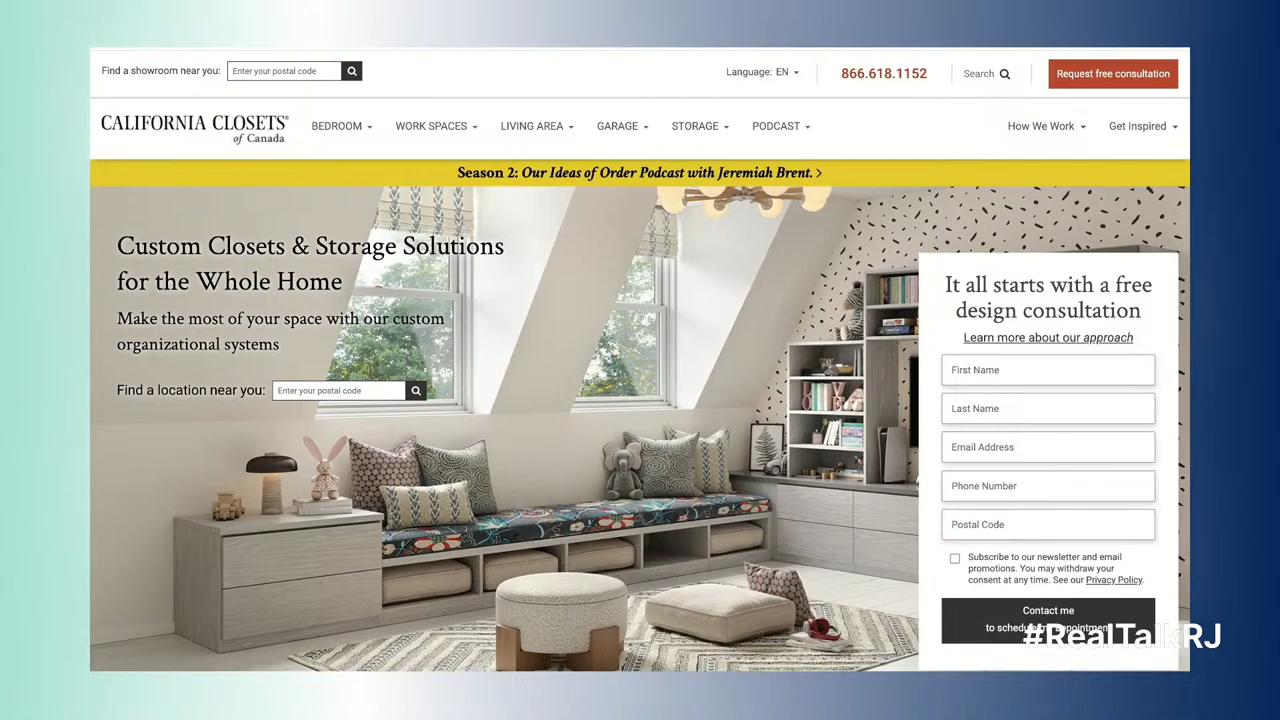 Find a showroom near you: Enter your postal code
Language: EN
866.618.1152
Search
Request free consultation
CALIFORNIA CLOSETS®
of Canada
BEDROOM
WORK SPACES
LIVING AREA
GARAGE
STORAGE
PODCAST
How We Work
Get Inspired
Season 2: Our Ideas of Order Podcast with Jeremiah Brent. >
Custom Closets & Storage Solutions
for the Whole Home
Make the most of your space with our custom
organizational systems
Find a location near you: Enter your postal code
It all starts with a free
design consultation
Learn more about our approach
First Name
Last Name
Email Address
Phone Number
Postal Code
Subscribe to our newsletter and email
promotions. You may withdraw your
consent at any time. See our Privacy Policy.
Contact me
to schedule my appointment
#RealTalkRJ